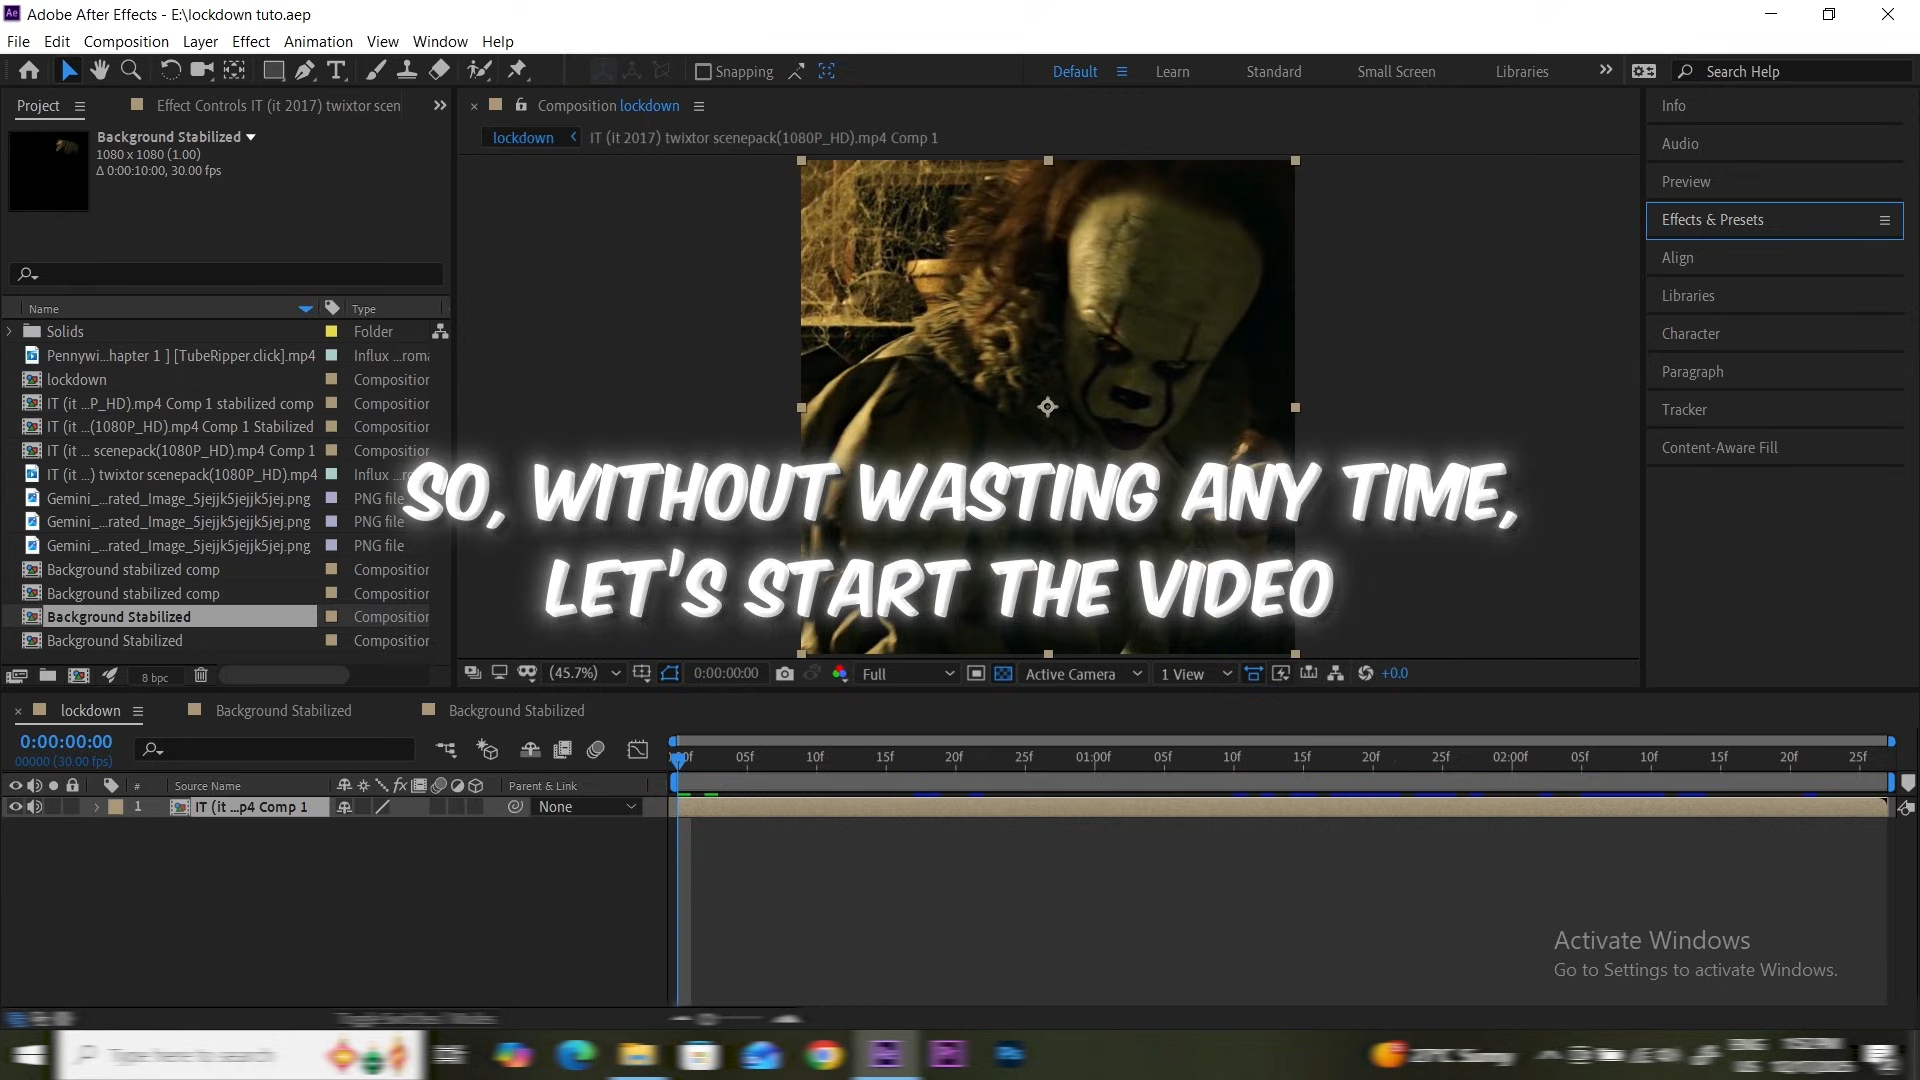 Adobe After Effects - E:\lockdown tuto.aep
File Edit Composition Layer Effect Animation View Window Help
Snapping
Default Learn Standard Small Screen Libraries Search Help
Project Effect Controls IT (it 2017) twixtor scen
Composition lockdown
Background Stabilized
1080 x 1080 (1.00)
Δ 0:00:10:00, 30.00 fps
lockdown IT (it 2017) twixtor scenepack(1080P_HD).mp4 Comp 1
Info
Audio
Preview
Effects & Presets
Align
Libraries
Character
Paragraph
Tracker
Content-Aware Fill
Name Type
Solids Folder
Pennywi...hapter 1 ] [TubeRipper.click].mp4 Influx ...rom
lockdown Composition
IT (it ...P_HD).mp4 Comp 1 stabilized comp Composition
IT (it ...(1080P_HD).mp4 Comp 1 Stabilized Composition
IT (it ... scenepack(1080P_HD).mp4 Comp 1 Composition
IT (it ...) twixtor scenepack(1080P_HD).mp4 Influx ...
Gemini_...rated_Image_5jejjk5jejjk5jej.png PNG file
Gemini_...rated_Image_5jejjk5jejjk5jej.png PNG file
Gemini_...rated_Image_5jejjk5jejjk5jej.png PNG file
Background stabilized comp Composition
Background stabilized comp Composition
Background Stabilized Composition
Background Stabilized Composition
8 bpc
SO, WITHOUT WASTING ANY TIME,
LET'S START THE VIDEO
(45.7%) 0:00:00:00 Full Active Camera 1 View +0.0
lockdown Background Stabilized Background Stabilized
0:00:00:00
00000 (30.00 fps)
00f 05f 10f 15f 20f 25f 01:00f 05f 10f 15f 20f 25f 02:00f 05f 10f 15f 20f 25f
# Source Name fx Parent & Link
1 IT (it ...p4 Comp 1 None
Activate Windows
Go to Settings to activate Windows.
Type here to search